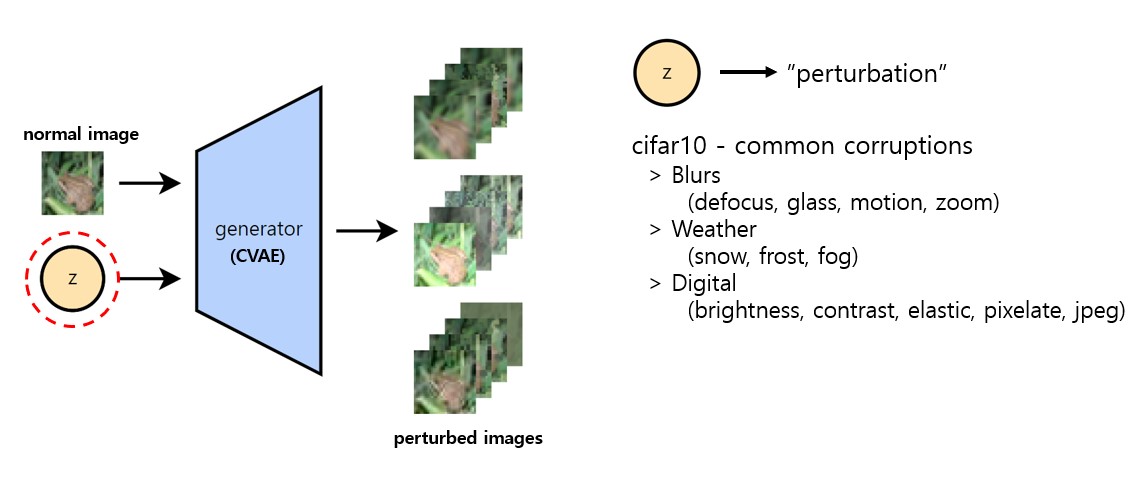 normal image
z
generator
(CVAE)
perturbed images
z
”perturbation”
cifar10 - common corruptions
> Blurs
(defocus, glass, motion, zoom)
> Weather
(snow, frost, fog)
> Digital
(brightness, contrast, elastic, pixelate, jpeg)